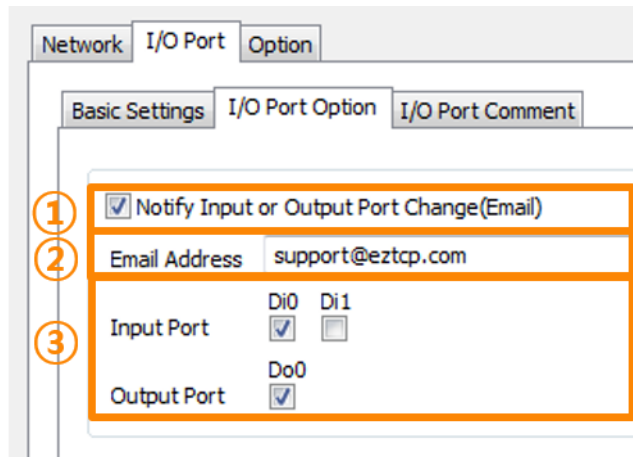 Network I/O Port Option
Basic Settings I/O Port Option I/O Port Comment
① Notify Input or Output Port Change(Email)
② Email Address support@eztcp.com
Di0 Di1
③ Input Port
Do0
Output Port